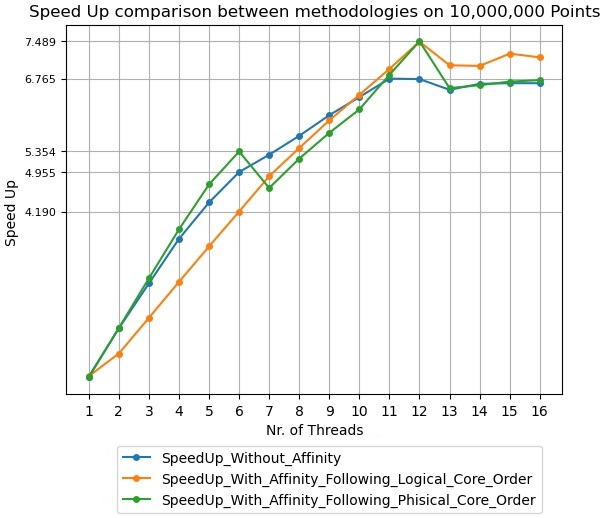 Speed Up comparison between methodologies on 10,000,000 Points
7.489
6.765
5.354
4.955
4.190
Speed Up
1 2 3 4 5 6 7 8 9 10 11 12 13 14 15 16
Nr. of Threads
SpeedUp_Without_Affinity
SpeedUp_With_Affinity_Following_Logical_Core_Order
SpeedUp_With_Affinity_Following_Phisical_Core_Order